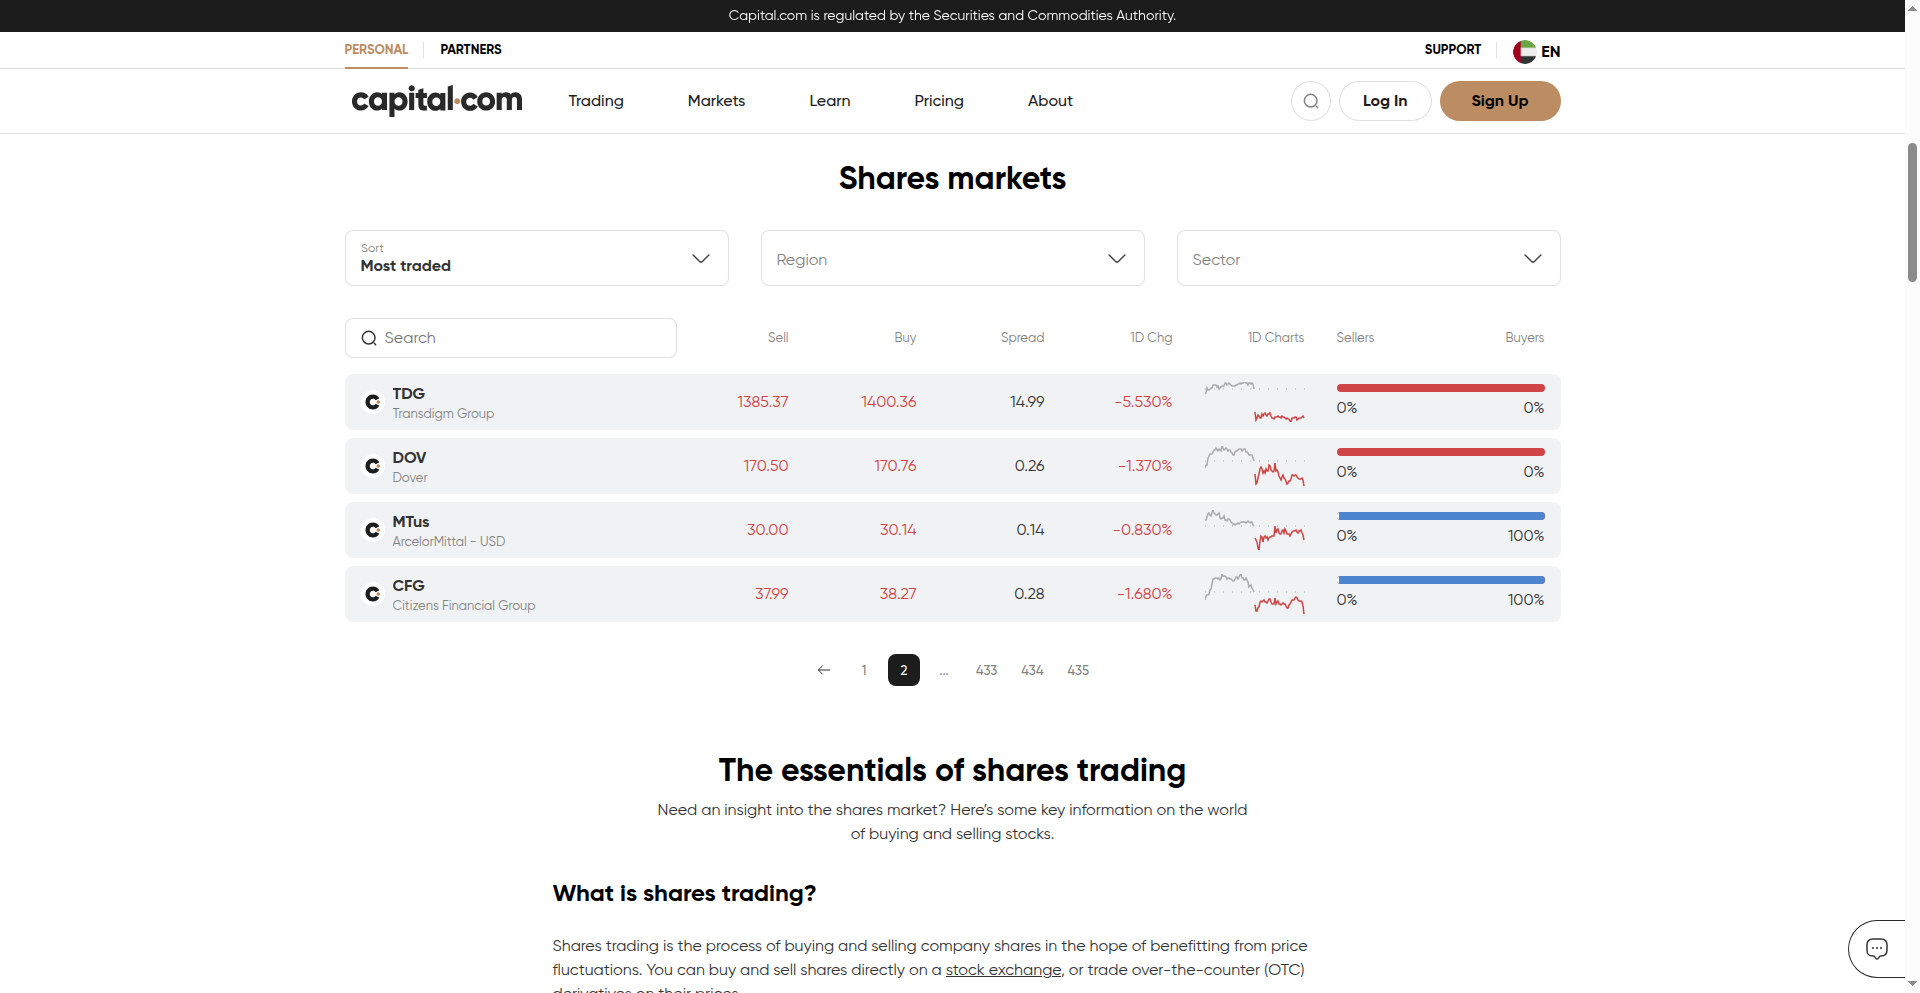 Capital.com is regulated by the Securities and Commodities Authority.
PERSONAL PARTNERS SUPPORT EN
capital.com Trading Markets Learn Pricing About Log In Sign Up
Shares markets
Sort
Most traded
Region
Sector
Search Sell Buy Spread 1D Chg 1D Charts Sellers Buyers
TDG
Transdigm Group
1385.37 1400.36 14.99 -5.530% 0% 0%
DOV
Dover
170.50 170.76 0.26 -1.370% 0% 0%
MTus
ArcelorMittal - USD
30.00 30.14 0.14 -0.830% 0% 100%
CFG
Citizens Financial Group
37.99 38.27 0.28 -1.680% 0% 100%
1 2 ... 433 434 435
The essentials of shares trading
Need an insight into the shares market? Here's some key information on the world
of buying and selling stocks.
What is shares trading?
Shares trading is the process of buying and selling company shares in the hope of benefitting from price
fluctuations. You can buy and sell shares directly on a stock exchange, or trade over-the-counter (OTC)
derivatives on their prices.